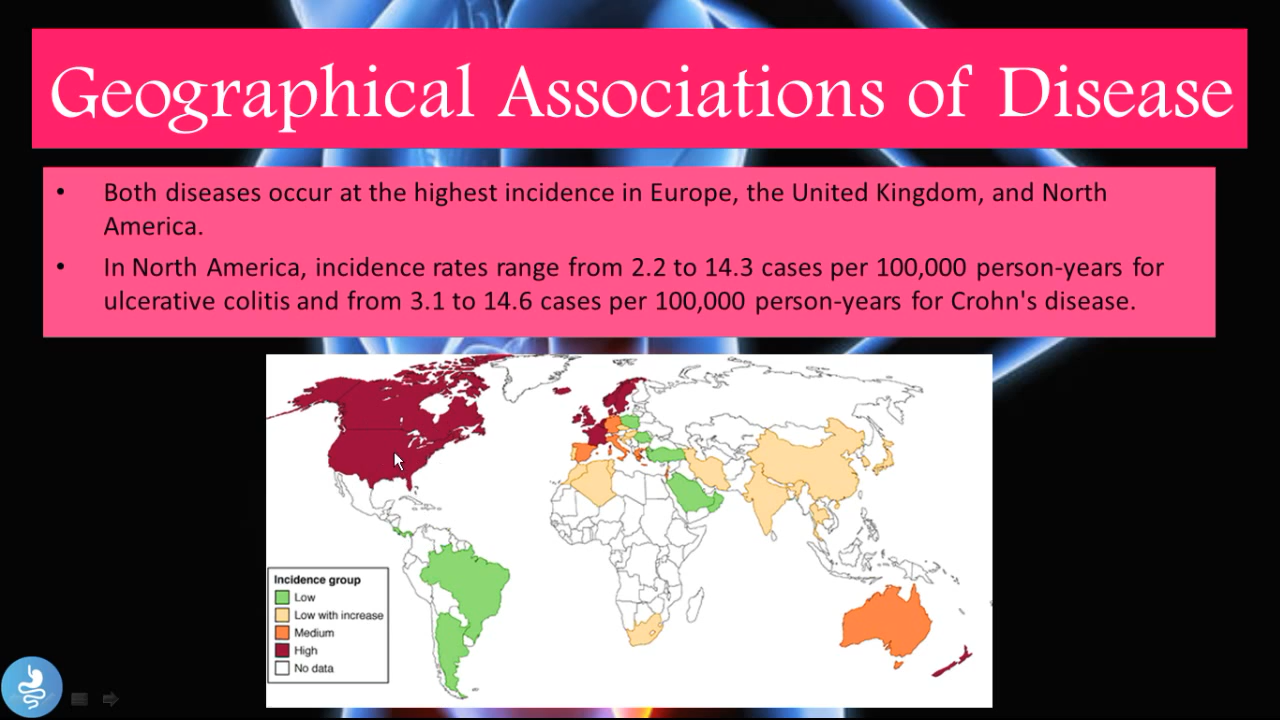 Geographical Associations of Disease
• Both diseases occur at the highest incidence in Europe, the United Kingdom, and North
America.
• In North America, incidence rates range from 2.2 to 14.3 cases per 100,000 person-years for
ulcerative colitis and from 3.1 to 14.6 cases per 100,000 person-years for Crohn's disease.
Incidence group
Low
Low with increase
Medium
High
No data